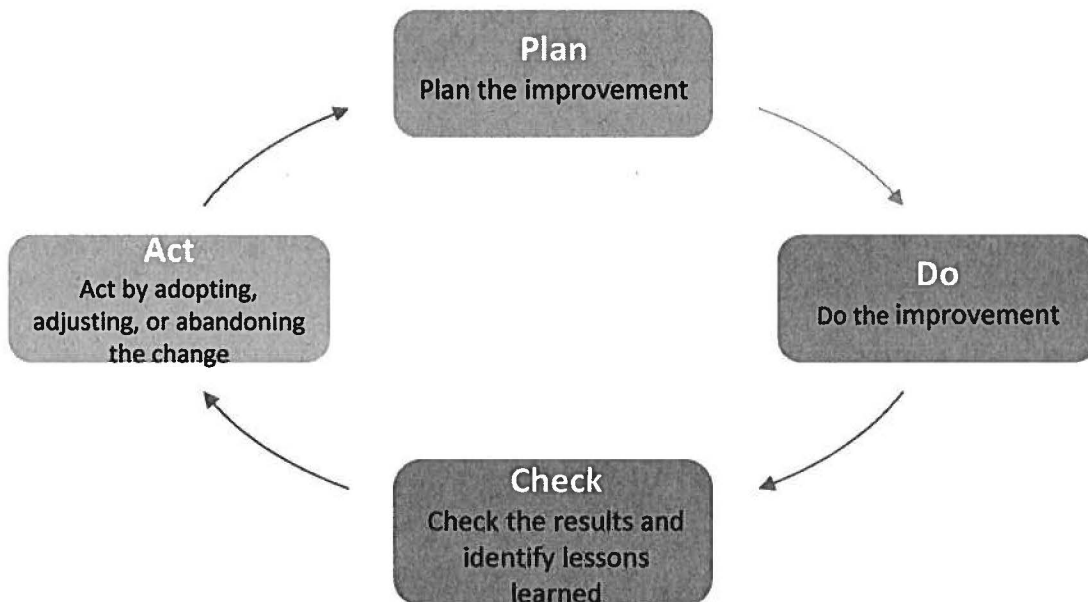 Plan
Plan the improvement
Act
Act by adopting,
adjusting, or abandoning
the change
Do
Do the improvement
Check
Check the results and
identify lessons
learned